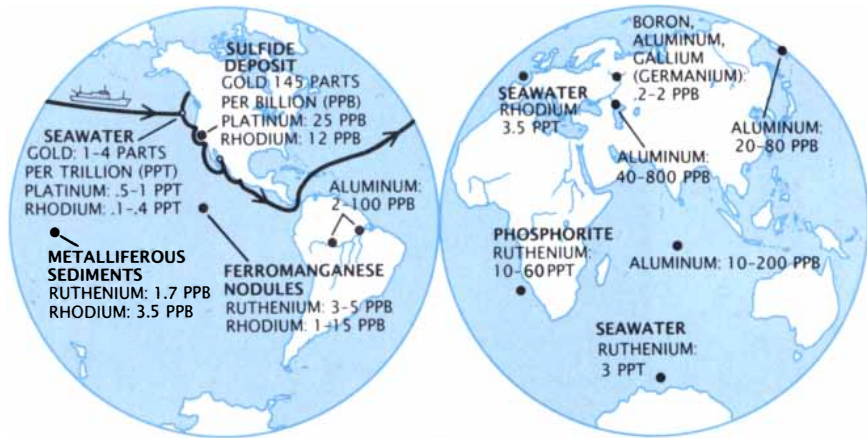 SULFIDE
DEPOSIT
GOLD 145 PARTS
PER BILLION (PPB)
PLATINUM: 25 PPB
RHODIUM: 12 PPB
SEAWATER
GOLD: 1–4 PARTS
PER TRILLION (PPT)
PLATINUM: .5–1 PPT
RHODIUM: .1–.4 PPT
ALUMINUM:
2–100 PPB
METALLIFEROUS
SEDIMENTS
RUTHENIUM: 1.7 PPB
RHODIUM: 3.5 PPB
FERROMANGANESE
NODULES
RUTHENIUM: 3–5 PPB
RHODIUM: 1–15 PPB
BORON,
ALUMINUM,
GALLIUM
(GERMANIUM):
.2–2 PPB
SEAWATER
RHODIUM:
3.5 PPT
ALUMINUM:
20–80 PPB
ALUMINUM:
40–800 PPB
PHOSPHORITE
RUTHENIUM:
10–60 PPT
ALUMINUM: 10–200 PPB
SEAWATER
RUTHENIUM:
3 PPT